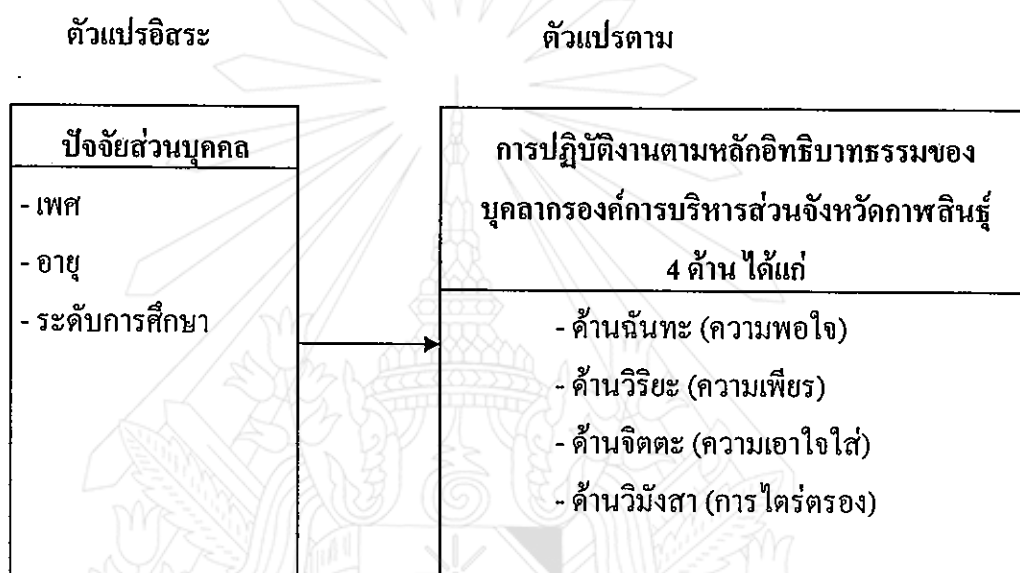 ตัวแปรอิสระ
ตัวแปรตาม
ปัจจัยส่วนบุคคล
- เพศ
- อายุ
- ระดับการศึกษา
การปฏิบัติงานตามหลักอิทธิบาทธรรมของ
บุคลากรองค์การบริหารส่วนจังหวัดกาฬสินธุ์
4 ด้าน ได้แก่
- ด้านฉันทะ (ความพอใจ)
- ด้านวิริยะ (ความเพียร)
- ด้านจิตตะ (ความเอาใจใส่)
- ด้านวิมังสา (การไตร่ตรอง)